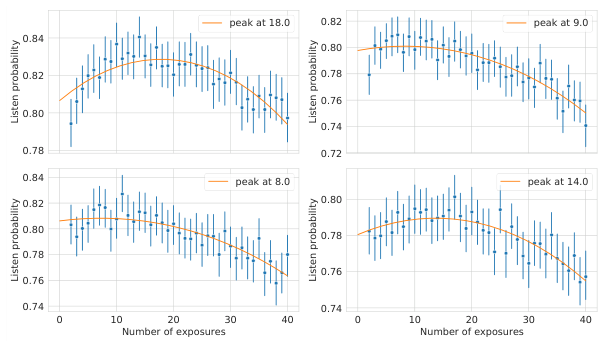 peak at 18.0
Listen probability
0.84
0.82
0.80
0.78
peak at 9.0
Listen probability
0.82
0.80
0.78
0.76
0.74
0.72
peak at 8.0
Listen probability
0.84
0.82
0.80
0.78
0.76
0.74
0 10 20 30 40
Number of exposures
peak at 14.0
Listen probability
0.80
0.78
0.76
0.74
0 10 20 30 40
Number of exposures